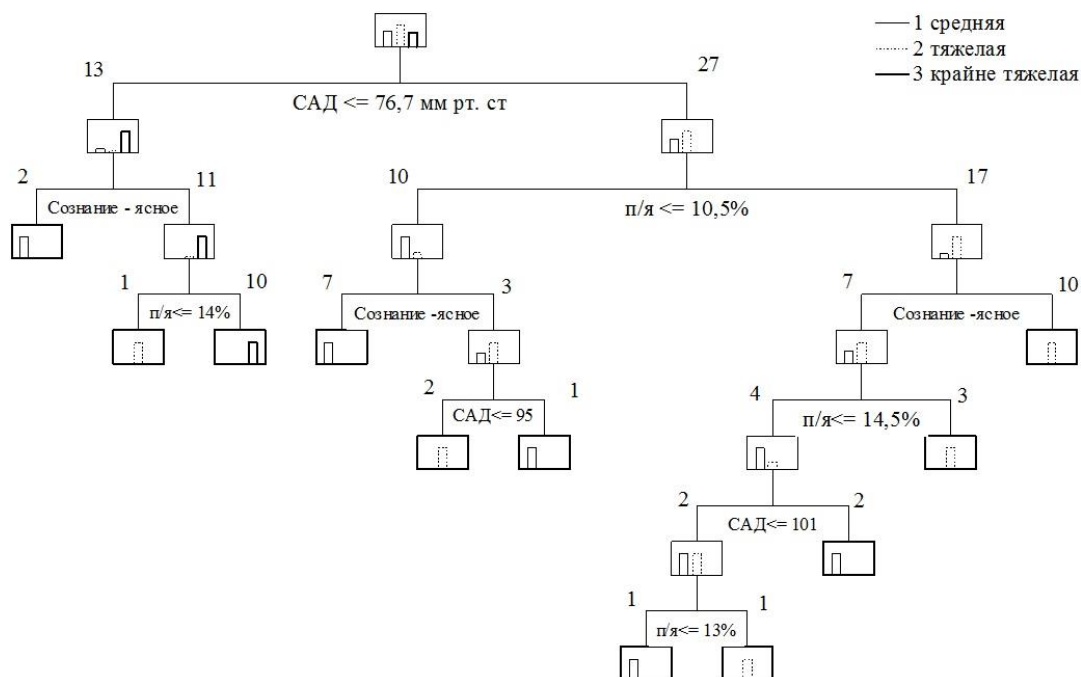 1 средняя
2 тяжелая
3 крайне тяжелая
13
27
САД <= 76,7 мм рт. ст
2
11
10
17
Сознание - ясное
п/я <= 10,5%
1
10
7
3
7
10
п/я<= 14%
Сознание -ясное
Сознание -ясное
2
1
4
3
САД<= 95
п/я<= 14,5%
2
2
САД<= 101
1
1
п/я<= 13%